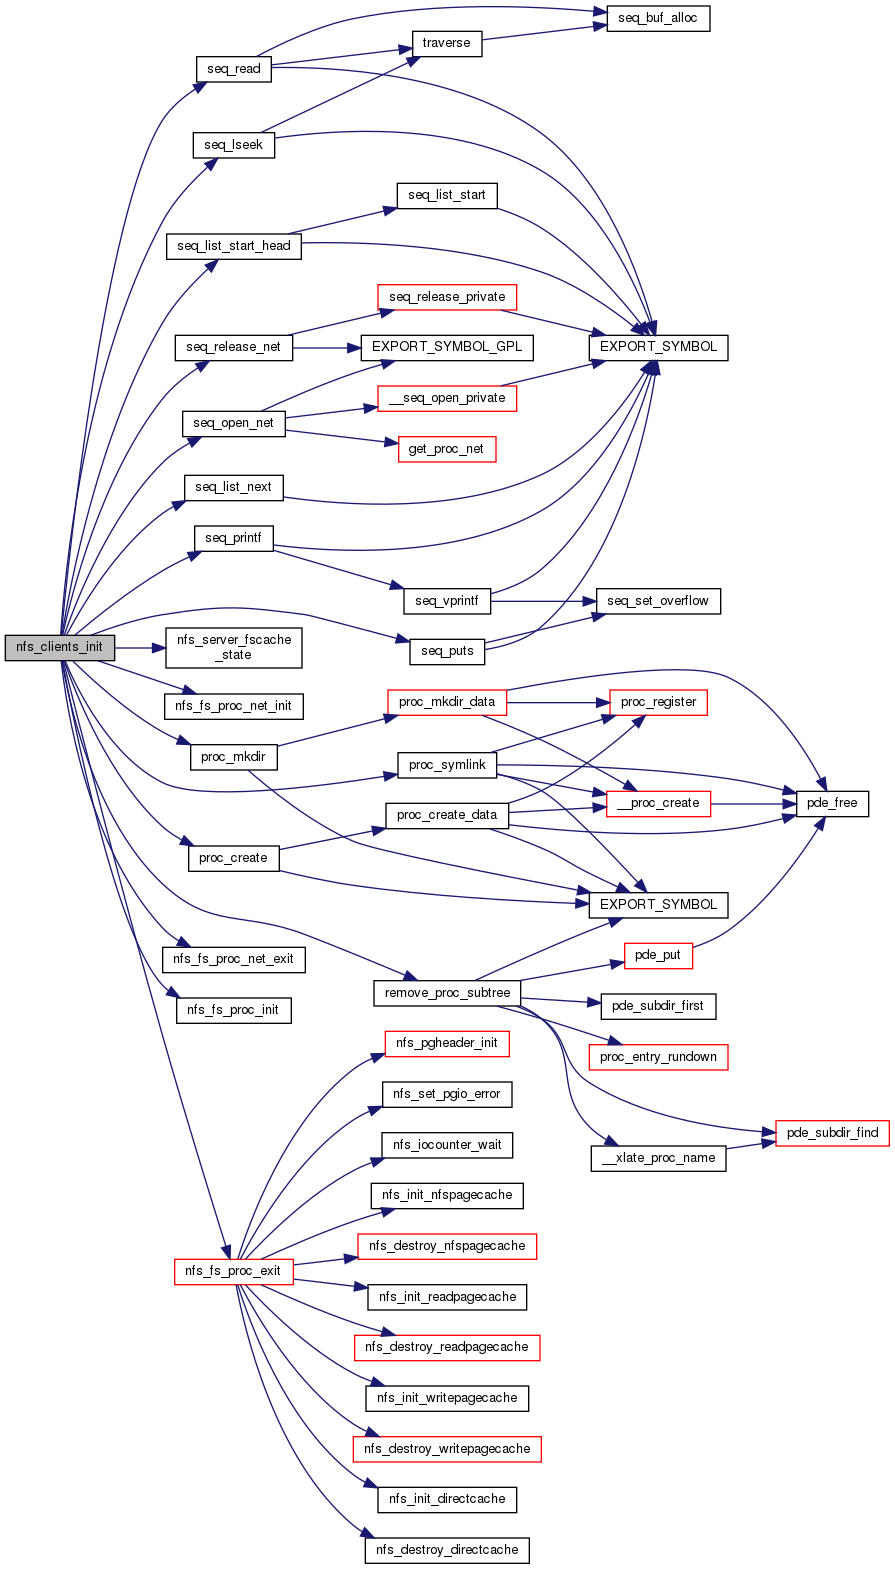 seq_buf_alloc
traverse
seq_read
seq_lseek
seq_list_start
seq_list_start_head
seq_release_private
seq_release_net
EXPORT_SYMBOL_GPL
EXPORT_SYMBOL
__seq_open_private
seq_open_net
get_proc_net
seq_list_next
seq_printf
seq_vprintf
seq_set_overflow
nfs_clients_init
nfs_server_fscache
_state
seq_puts
nfs_fs_proc_net_init
proc_mkdir_data
proc_register
proc_mkdir
proc_symlink
__proc_create
pde_free
proc_create_data
proc_create
EXPORT_SYMBOL
nfs_fs_proc_net_exit
pde_put
remove_proc_subtree
nfs_fs_proc_init
pde_subdir_first
nfs_pgheader_init
proc_entry_rundown
nfs_set_pgio_error
pde_subdir_find
nfs_iocounter_wait
__xlate_proc_name
nfs_init_nfspagecache
nfs_destroy_nfspagecache
nfs_fs_proc_exit
nfs_init_readpagecache
nfs_destroy_readpagecache
nfs_init_writepagecache
nfs_destroy_writepagecache
nfs_init_directcache
nfs_destroy_directcache